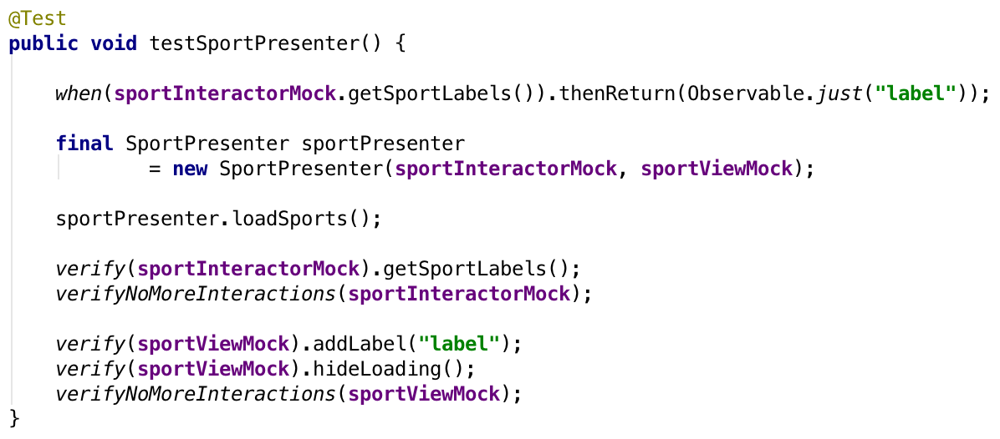 @Test
public void testSportPresenter() {
when(sportInteractorMock.getSportLabels()).thenReturn(Observable.just("label"));
final SportPresenter sportPresenter
= new SportPresenter(sportInteractorMock, sportViewMock);
sportPresenter.loadSports();
verify(sportInteractorMock).getSportLabels();
verifyNoMoreInteractions(sportInteractorMock);
verify(sportViewMock).addLabel("label");
verify(sportViewMock).hideLoading();
verifyNoMoreInteractions(sportViewMock);
}